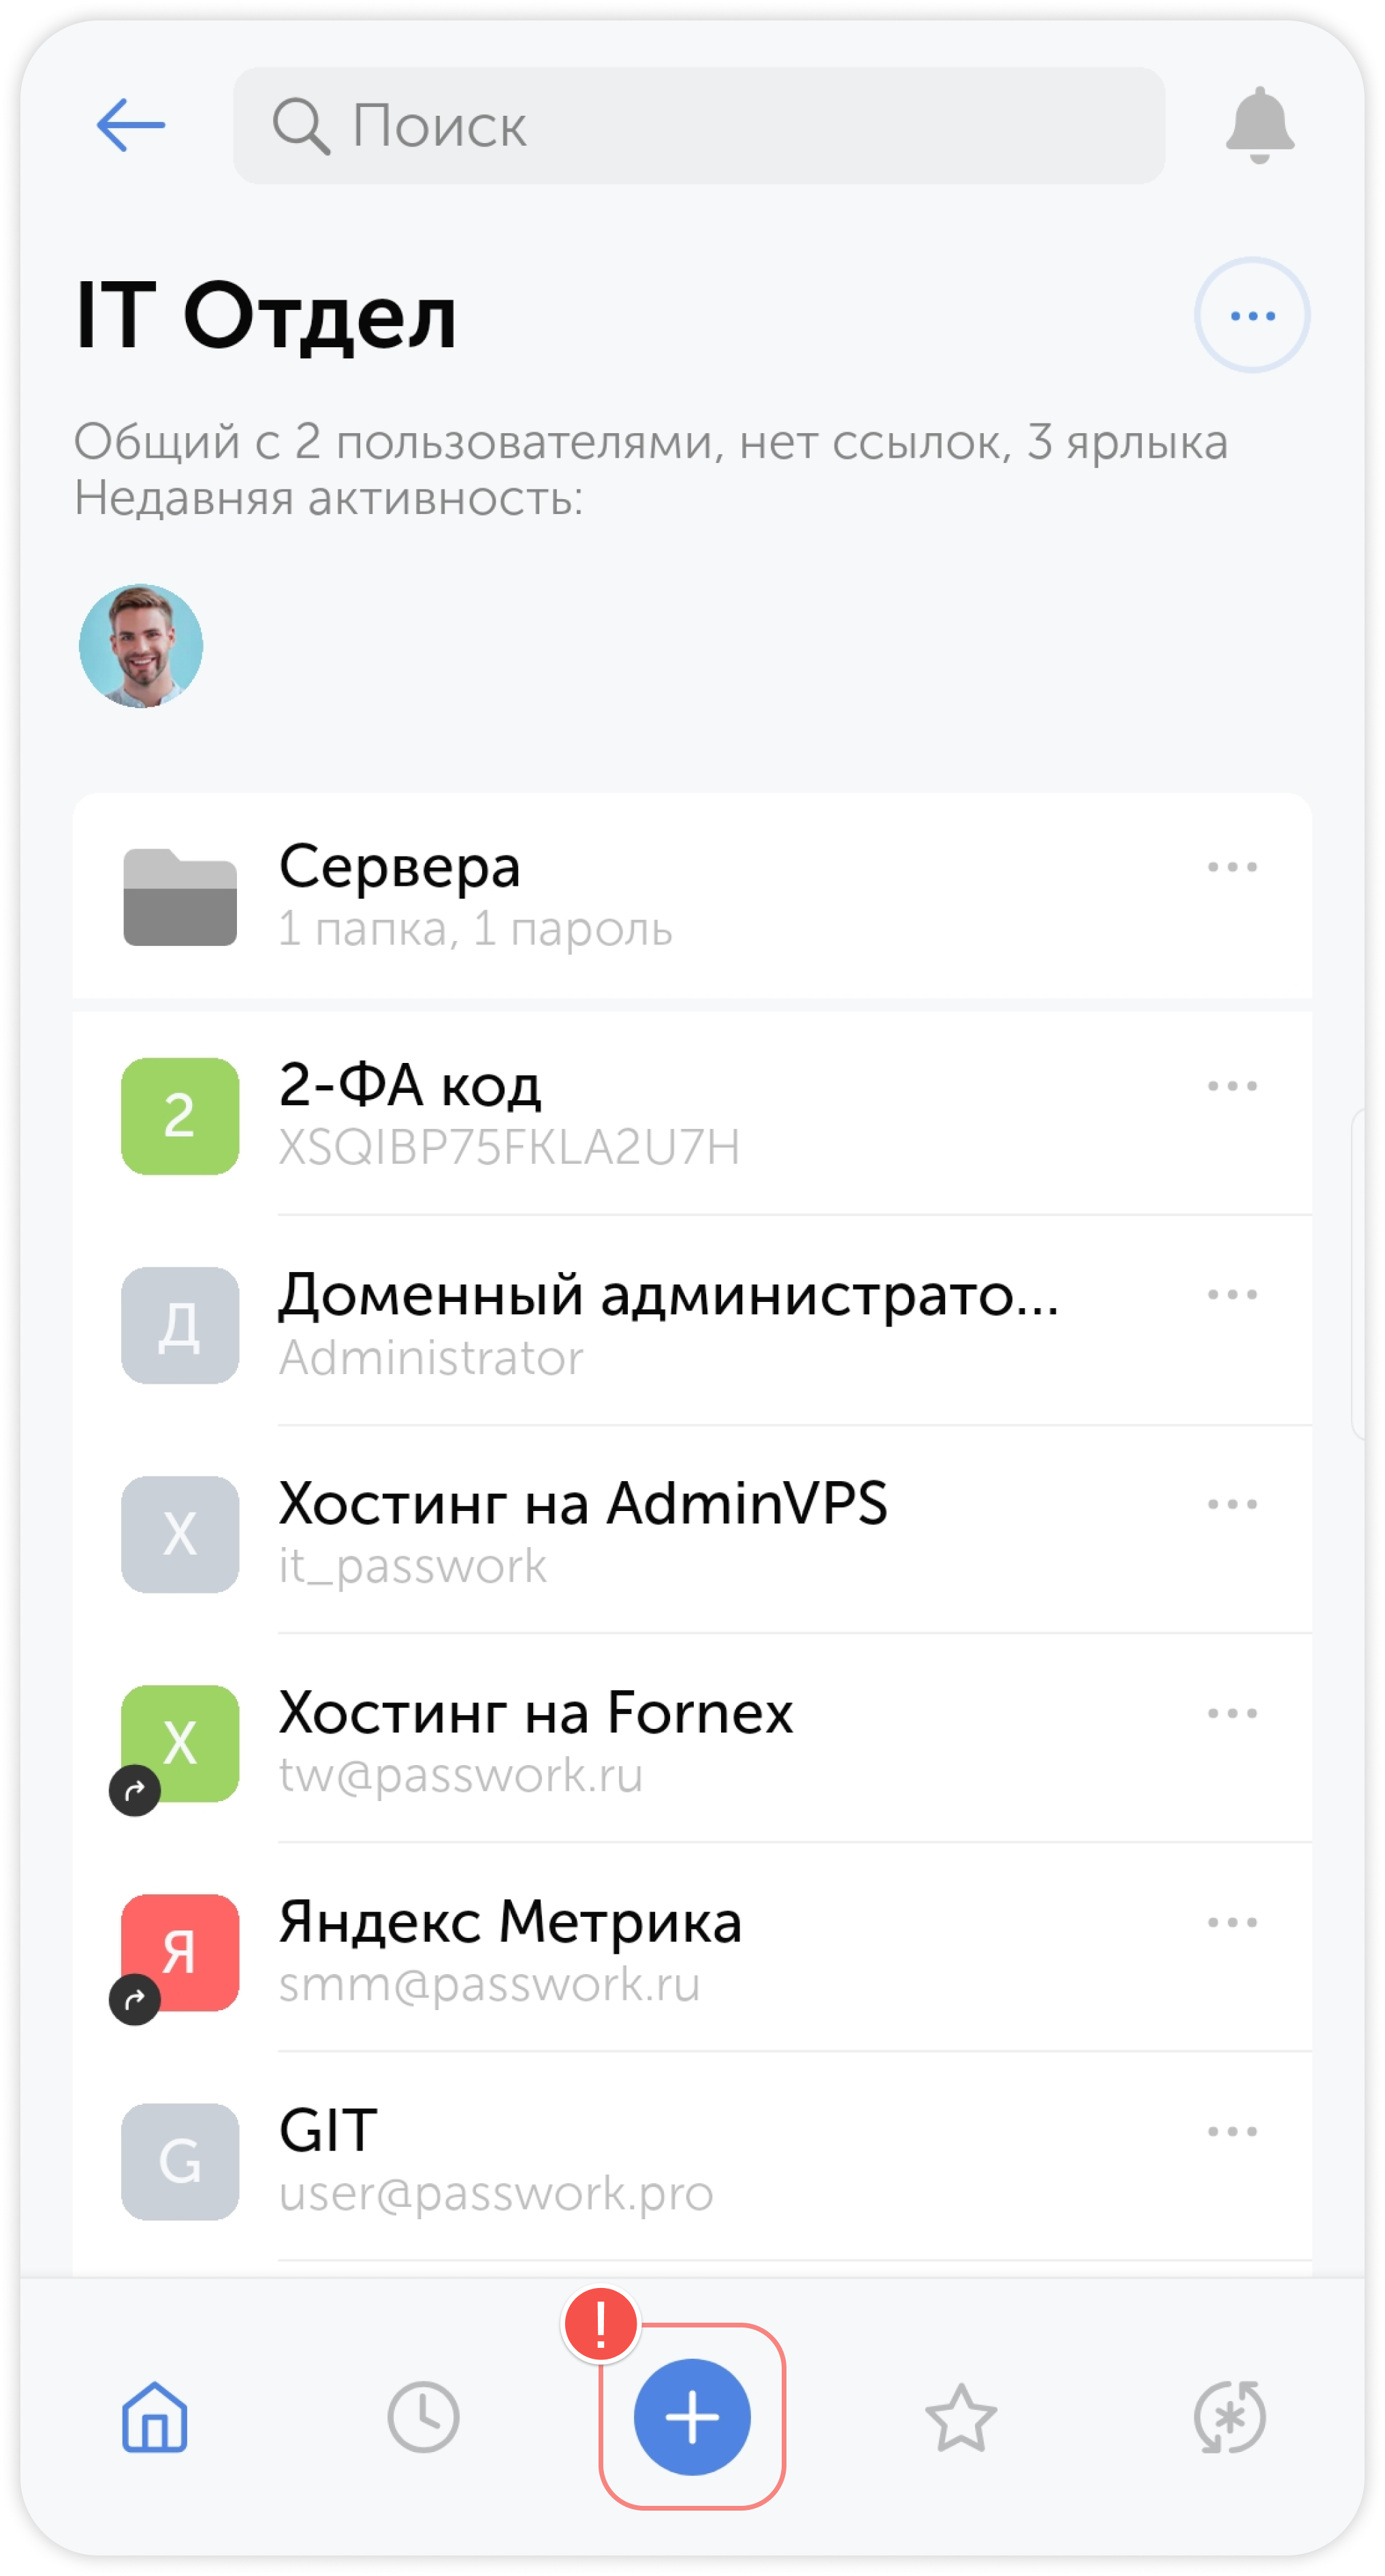 Поиск
IT Отдел
Общий с 2 пользователями, нет ссылок, 3 ярлыка
Недавняя активность:
Сервера
1 папка, 1 пароль
2
2-ФА код
XSQIBP75FKLA2U7H
Д
Доменный администрато...
Administrator
Х
Хостинг на AdminVPS
it_passwork
Х
Хостинг на Fornex
tw@passwork.ru
Я
Яндекс Метрика
smm@passwork.ru
G
GIT
user@passwork.pro
!